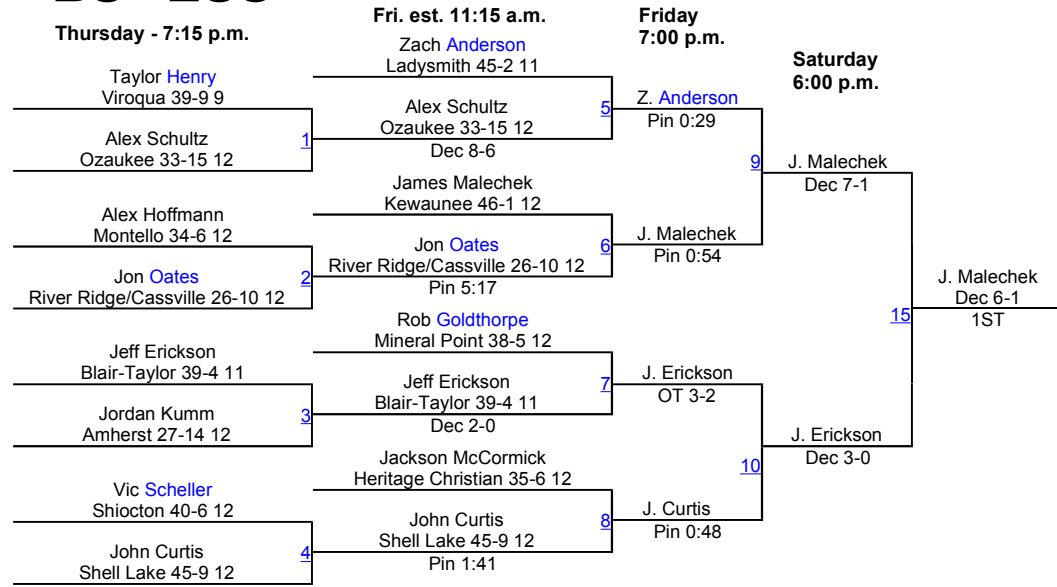 Thursday - 7:15 p.m.
Taylor Henry
Viroqua 39-9 9
1
Alex Schultz
Ozaukee 33-15 12
Alex Hoffmann
Montello 34-6 12
2
Jon Oates
River Ridge/Cassville 26-10 12
Jeff Erickson
Blair-Taylor 39-4 11
3
Jordan Kumm
Amherst 27-14 12
Vic Scheller
Shiocton 40-6 12
4
John Curtis
Shell Lake 45-9 12
Fri. est. 11:15 a.m.
Zach Anderson
Ladysmith 45-2 11
5
Alex Schultz
Ozaukee 33-15 12
Dec 8-6
James Malechek
Kewaunee 46-1 12
6
Jon Oates
River Ridge/Cassville 26-10 12
Pin 5:17
Rob Goldthorpe
Mineral Point 38-5 12
7
Jeff Erickson
Blair-Taylor 39-4 11
Dec 2-0
Jackson McCormick
Heritage Christian 35-6 12
8
John Curtis
Shell Lake 45-9 12
Pin 1:41
Friday
7:00 p.m.
Z. Anderson
Pin 0:29
9
J. Malechek
Pin 0:54
J. Erickson
OT 3-2
10
J. Curtis
Pin 0:48
Saturday
6:00 p.m.
J. Malechek
Dec 7-1
15
J. Erickson
Dec 3-0
J. Malechek
Dec 6-1
1ST